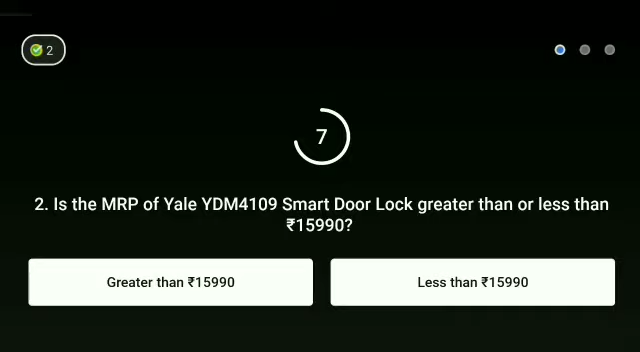 2
7
2. Is the MRP of Yale YDM4109 Smart Door Lock greater than or less than
₹15990?
Greater than ₹15990
Less than ₹15990